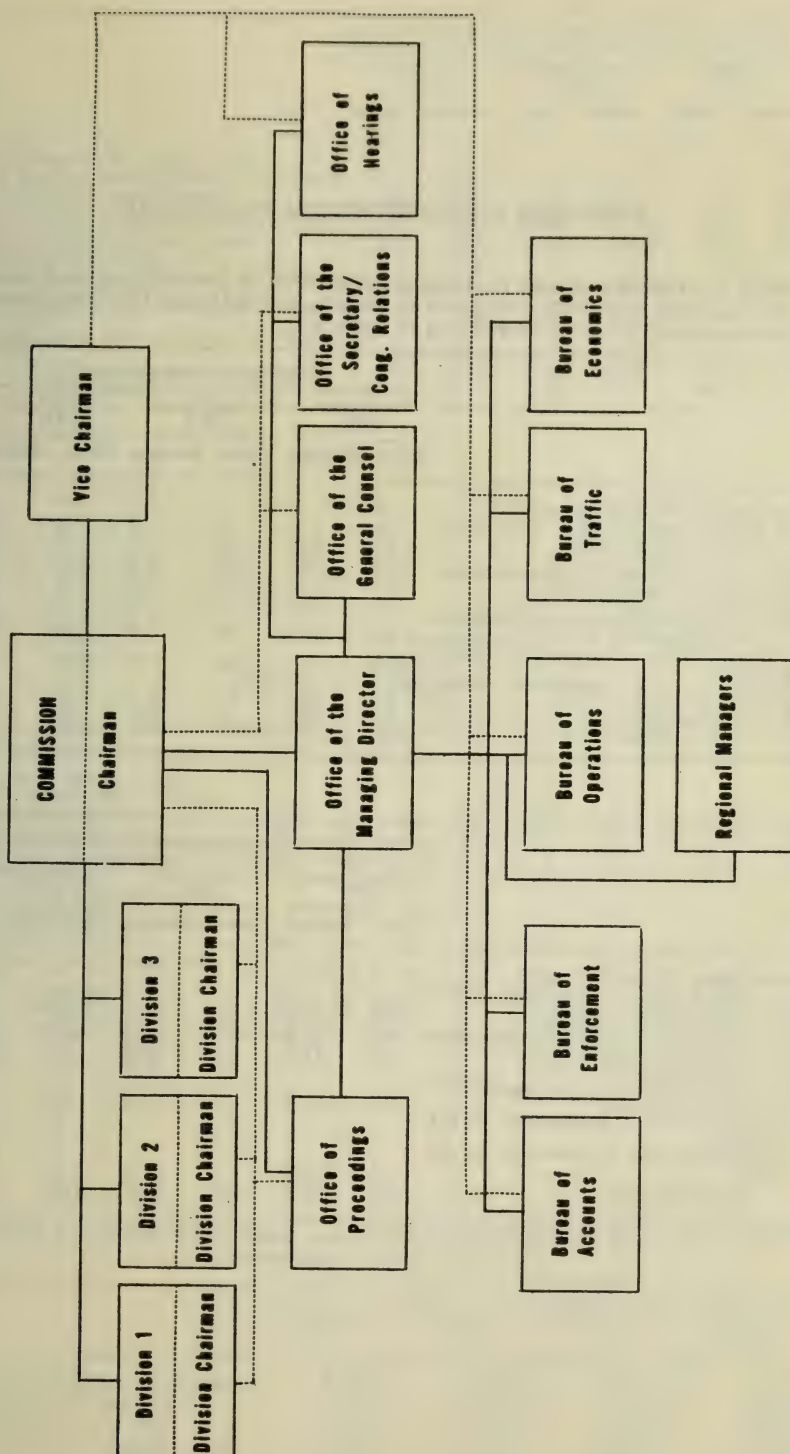 COMMISSION
Chairman
Vice Chairman
Division 1
Division Chairman
Division 2
Division Chairman
Division 3
Division Chairman
Office of
Proceedings
Office of the
Managing Director
Office of the
General Counsel
Office of the
Secretary/
Cong. Relations
Office of
Hearings
Bureau of
Accounts
Bureau of
Enforcement
Bureau of
Operations
Bureau of
Traffic
Bureau of
Economics
Regional Managers